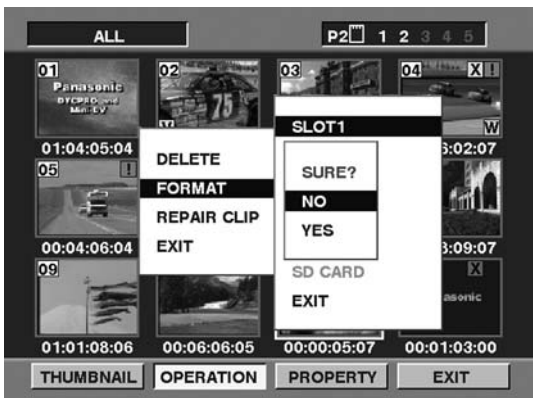 ALL
P2 1 2 3 4 5
01
Panasonic
DVCPRO and
Mini-DV
01:04:05:04
02
75
03
04 X !
W
6:02:07
05 !
00:04:06:04
DELETE
FORMAT
REPAIR CLIP
EXIT
SLOT1
SURE?
NO
YES
SD CARD
EXIT
3:09:07
09
01:01:08:06
00:06:06:05
00:00:05:07
X
asonic
00:01:03:00
THUMBNAIL
OPERATION
PROPERTY
EXIT